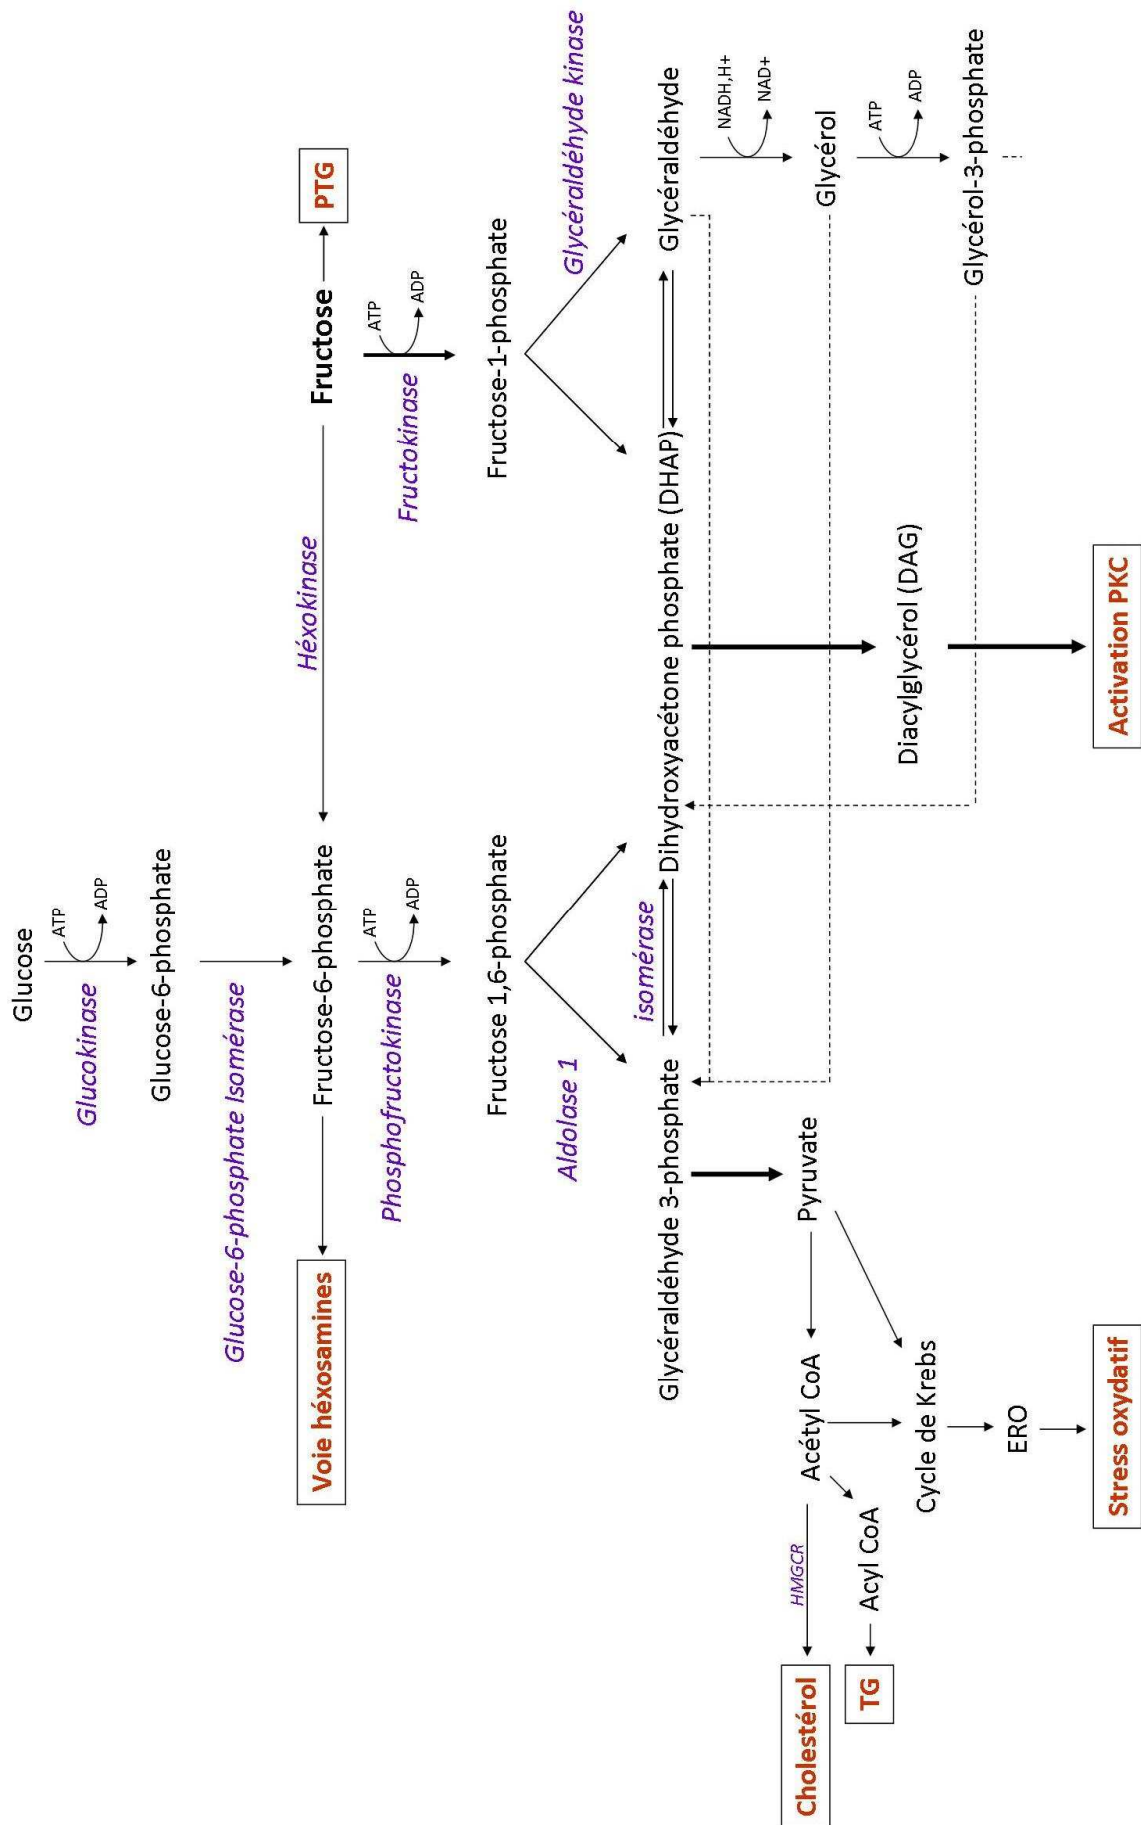 Glucose
Glucokinase
ATP
ADP
Glucose-6-phosphate
Glucose-6-phosphate Isomérase
Voie héxosamines
Fructose-6-phosphate
Héxokinase
Fructose
PTG
Phosphofructokinase
ATP
ADP
Fructokinase
ATP
ADP
Fructose 1,6-phosphate
Fructose-1-phosphate
Aldolase 1
Glycéraldéhyde kinase
isomérase
Glycéraldéhyde 3-phosphate
Dihydroxyacétone phosphate (DHAP)
Glycéraldéhyde
NADH,H+
NAD+
HMGCR
Cholestérol
Acétyl CoA
Pyruvate
Glycérol
TG
Acyl CoA
ATP
ADP
Cycle de Krebs
Diacylglycérol (DAG)
Glycérol-3-phosphate
ERO
Stress oxydatif
Activation PKC